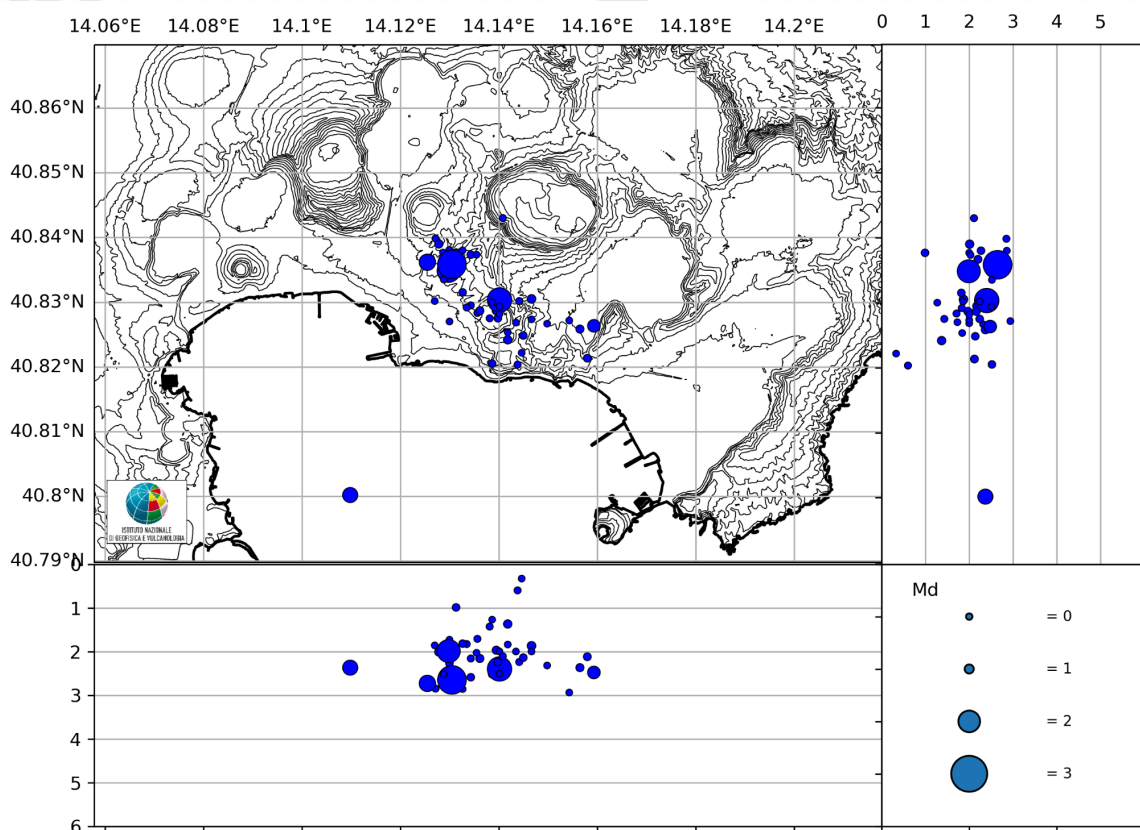 14.06°E 14.08°E 14.1°E 14.12°E 14.14°E 14.16°E 14.18°E 14.2°E 0 1 2 3 4 5
40.86°N
40.85°N
40.84°N
40.83°N
40.82°N
40.81°N
40.8°N
40.79°N
ISTITUTO NAZIONALE
DI GEOFISICA E VULCANOLOGIA
0
1
2
3
4
5
6
Md
= 0
= 1
= 2
= 3